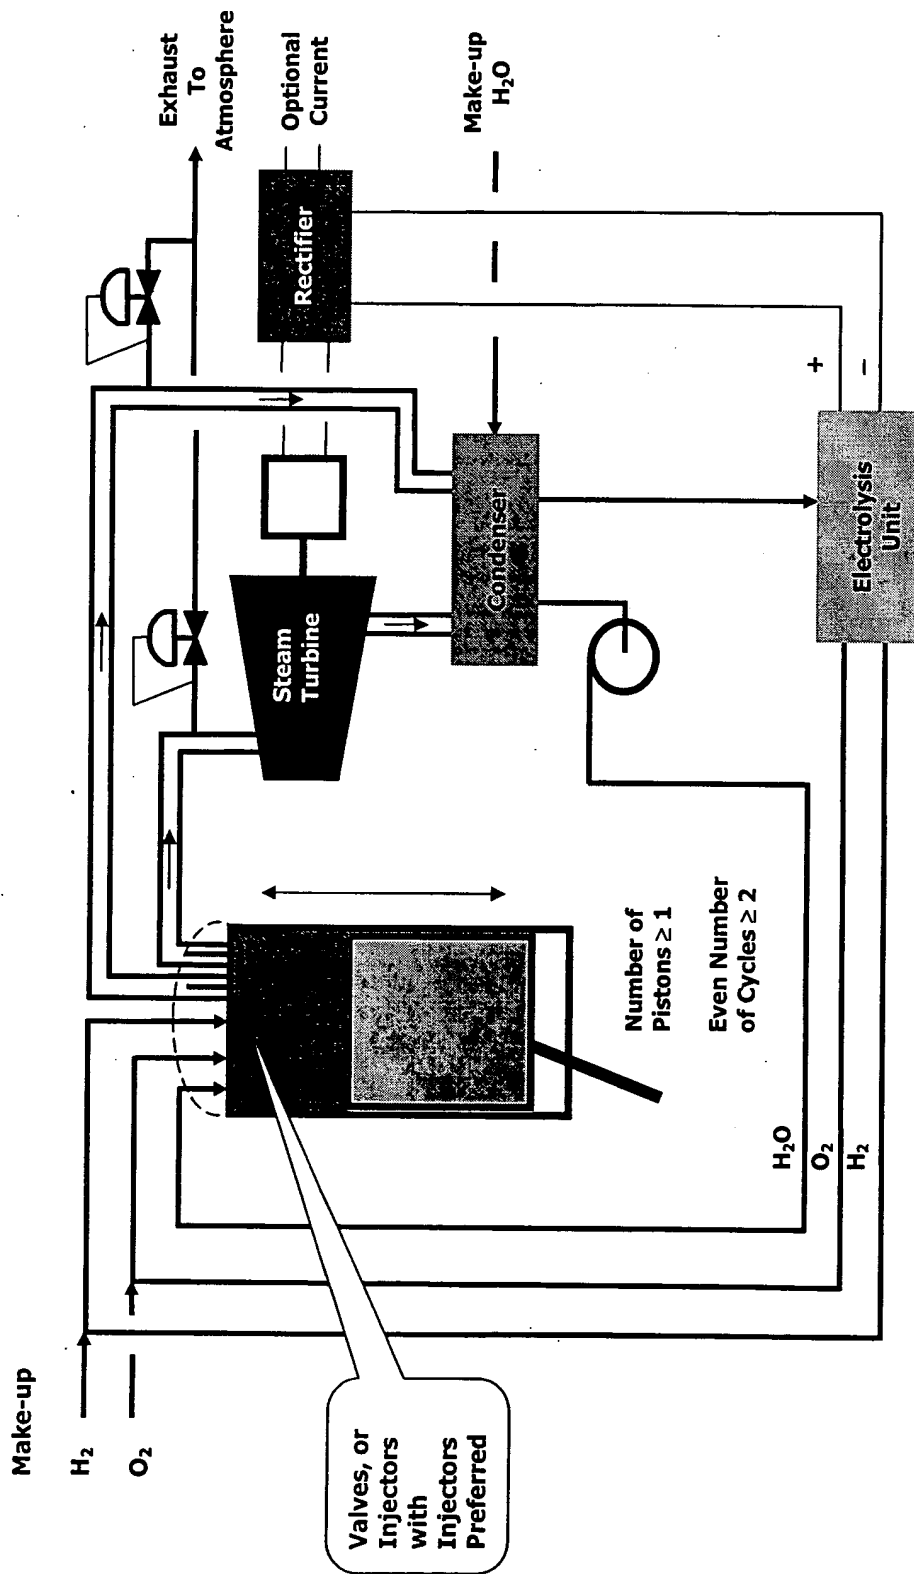 Make-up
H₂
O₂
Valves, or
Injectors
with
Injectors
Preferred
Number of
Pistons ≥ 1
Even Number
of Cycles ≥ 2
H₂O
O₂
H₂
Steam
Turbine
Condenser
Electrolysis
Unit
+
−
Rectifier
Exhaust
To
Atmosphere
Optional
Current
Make-up
H₂O